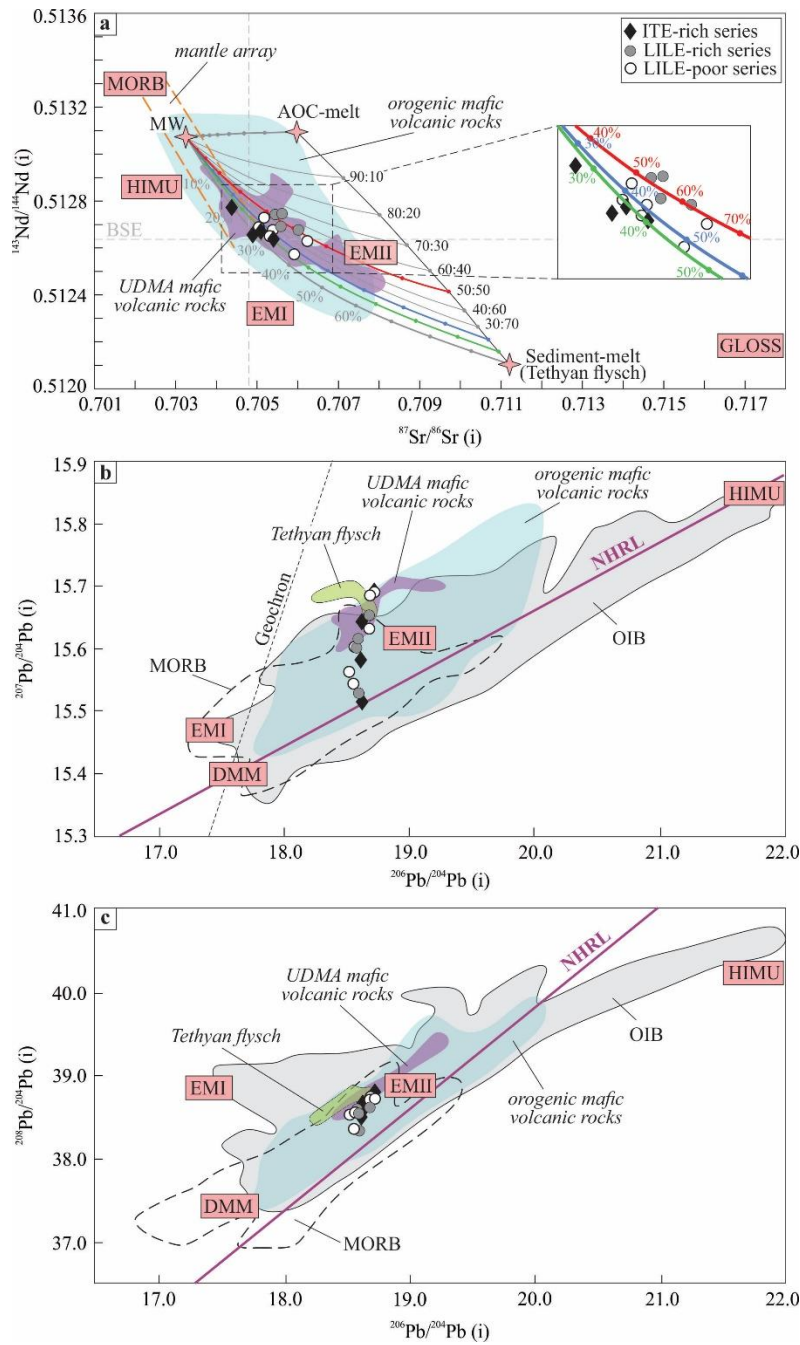 a
ITE-rich series
LILE-rich series
LILE-poor series
0.5136
0.5132
0.5128
0.5124
0.5120
¹⁴³Nd/¹⁴⁴Nd (i)
mantle array
MORB
MW
AOC-melt
orogenic mafic
volcanic rocks
HIMU
10%
20
30%
40%
50%
60%
90:10
80:20
70:30
60:40
50:50
40:60
30:70
BSE
UDMA mafic
volcanic rocks
EMI
EMII
Sediment-melt
(Tethyan flysch)
GLOSS
40%
50%
60%
70%
30%
50%
30%
40%
50%
0.701
0.703
0.705
0.707
0.709
0.711
0.713
0.715
0.717
⁸⁷Sr/⁸⁶Sr (i)
b
15.9
15.8
15.7
15.6
15.5
15.4
15.3
²⁰⁷Pb/²⁰⁴Pb (i)
UDMA mafic
volcanic rocks
orogenic mafic
volcanic rocks
HIMU
Tethyan flysch
NHRL
Geochron
MORB
EMII
OIB
EMI
DMM
17.0
18.0
19.0
20.0
21.0
22.0
²⁰⁶Pb/²⁰⁴Pb (i)
c
41.0
40.0
39.0
38.0
37.0
²⁰⁸Pb/²⁰⁴Pb (i)
NHRL
UDMA mafic
volcanic rocks
HIMU
Tethyan flysch
OIB
EMI
EMII
orogenic mafic
volcanic rocks
DMM
MORB
17.0
18.0
19.0
20.0
21.0
22.0
²⁰⁶Pb/²⁰⁴Pb (i)